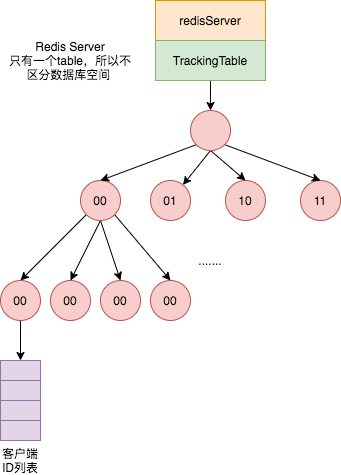 redisServer
Redis Server
只有一个table，所以不
区分数据库空间
TrackingTable
00
01
10
11
.......
00
00
00
00
客户端
ID列表